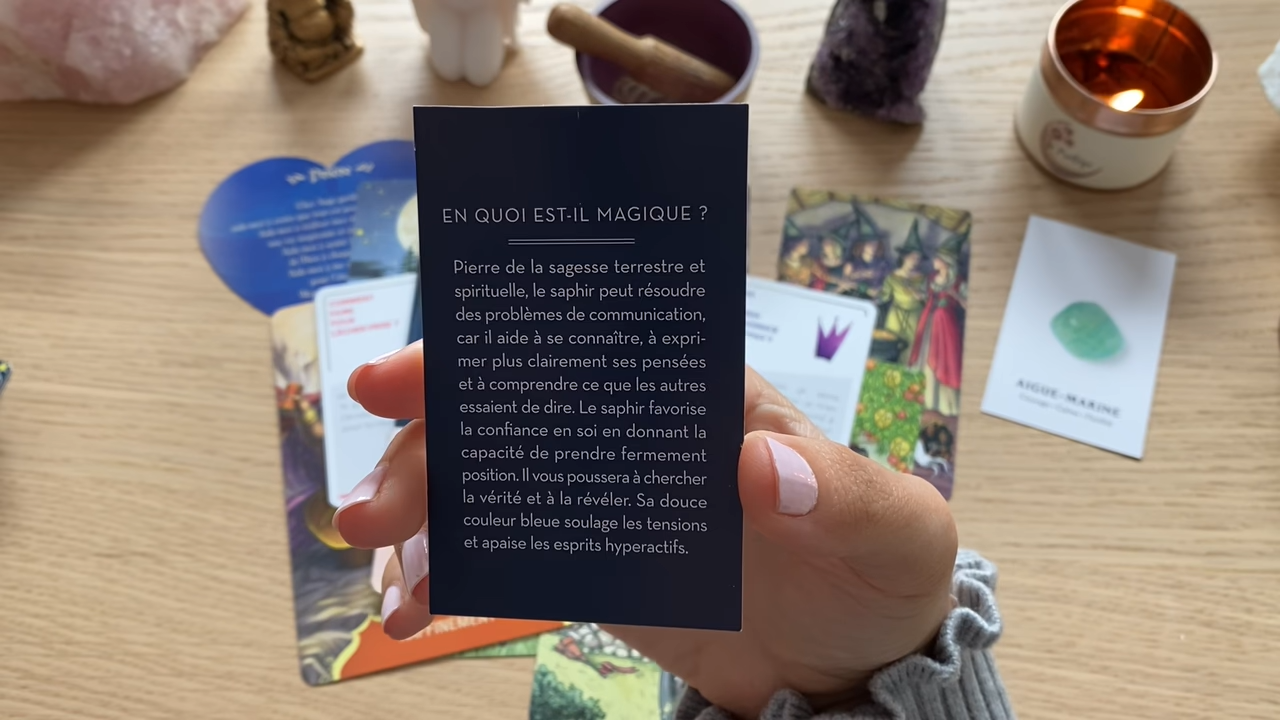 EN QUOI EST-IL MAGIQUE ?
Pierre de la sagesse terrestre et
spirituelle, le saphir peut résoudre
des problèmes de communication,
car il aide à se connaître, à expri-
mer plus clairement ses pensées
et à comprendre ce que les autres
essaient de dire. Le saphir favorise
la confiance en soi en donnant la
capacité de prendre fermement
position. Il vous poussera à chercher
la vérité et à la révéler. Sa douce
couleur bleue soulage les tensions
et apaise les esprits hyperactifs.
Prière
AIGUE-MARINE